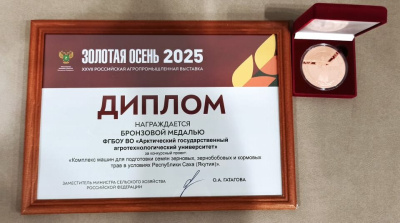 ЗОЛОТАЯ ОСЕНЬ 2025
XXVII РОССИЙСКАЯ АГРОПРОМЫШЛЕННАЯ ВЫСТАВКА
ДИПЛОМ
НАГРАЖДАЕТСЯ
БРОНЗОВОЙ МЕДАЛЬЮ
ФГБОУ ВО «Арктический государственный
агротехнологический университет»
за конкурсный проект:
«Комплекс машин для подготовки семян зерновых, зернобобовых и кормовых
трав в условиях Республики Саха (Якутия)».
ЗАМЕСТИТЕЛЬ МИНИСТРА СЕЛЬСКОГО ХОЗЯЙСТВА
РОССИЙСКОЙ ФЕДЕРАЦИИ
О.А. ГАТАГОВА